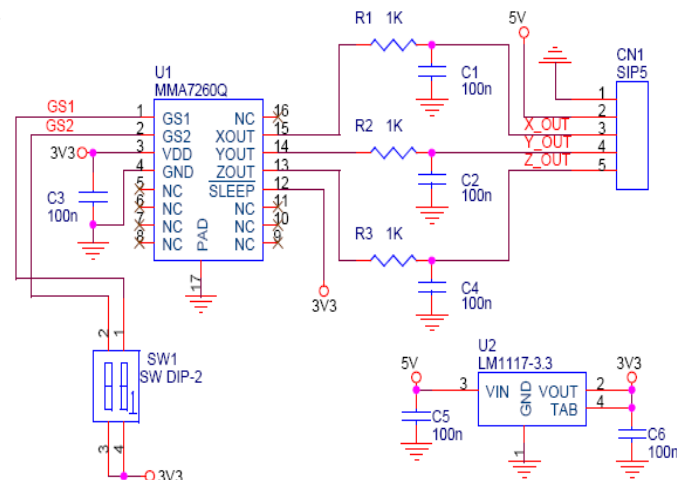 R1 1K
5V
CN1
SIP5
U1
MMA7260Q
C1
100n
GS1
GS2
1 GS1 NC 16
2 GS2 XOUT 15
3V3
3 VDD YOUT 14
4 GND ZOUT 13
5 NC SLEEP 12
6 NC NC 11
7 NC NC 10
8 NC NC 9
PAD
17
C3
100n
R2 1K
C2
100n
1
2
X_OUT 3
Y_OUT 4
Z_OUT 5
R3 1K
C4
100n
3V3
2 1
SW1
SW DIP-2
1
3 4
3V3
U2
LM1117-3.3
5V
3V3
3 VIN VOUT 2
GND TAB 4
1
C5
100n
C6
100n